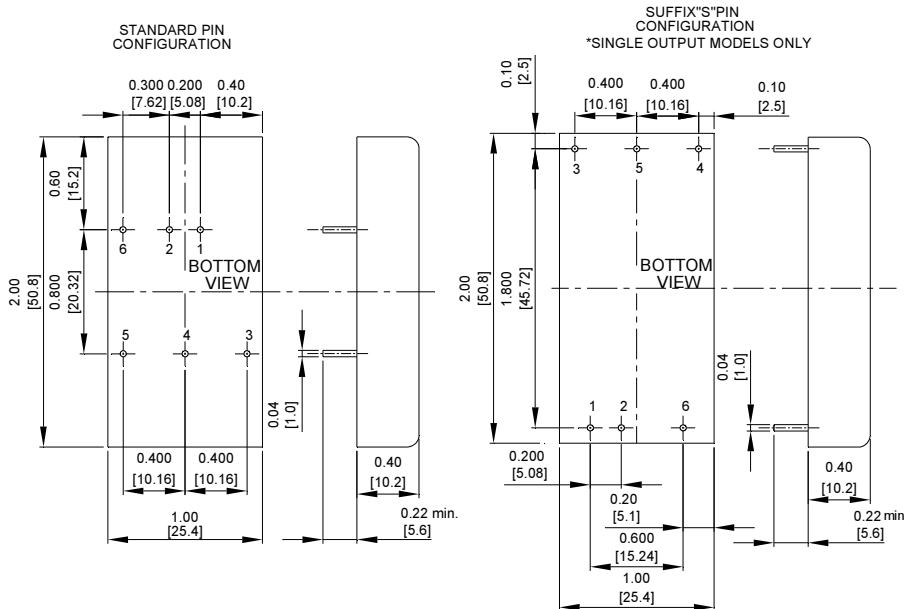 STANDARD PIN
CONFIGURATION
0.300 0.200 0.40
[7.62] [5.08] [10.2]
0.60
[15.2]
2.00
[50.8]
0.800
[20.32]
6 2 1
BOTTOM
VIEW
5 4 3
0.04
[1.0]
0.400 0.400
[10.16] [10.16]
1.00
[25.4]
0.40
[10.2]
0.22 min.
[5.6]
SUFFIX"S"PIN
CONFIGURATION
*SINGLE OUTPUT MODELS ONLY
0.10
[2.5]
0.400 0.400
[10.16] [10.16]
0.10
[2.5]
3 5 4
2.00
[50.8]
1.800
[45.72]
BOTTOM
VIEW
0.04
[1.0]
1 2 6
0.200
[5.08]
0.20
[5.1]
0.600
[15.24]
1.00
[25.4]
0.40
[10.2]
0.22 min
[5.6]